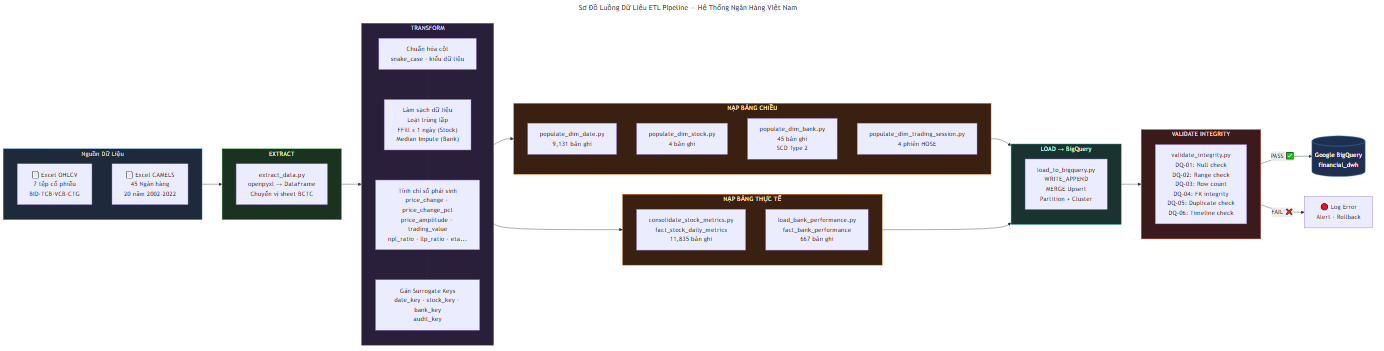 Sơ Đồ Luồng Dữ Liệu ETL Pipeline — Hệ Thống Ngân Hàng Việt Nam
Nguồn Dữ Liệu
Excel OHLCV
7 tệp cổ phiếu
BID·TCB·VCB·CTG
Excel CAMELS
45 Ngân hàng
20 năm 2002-2022
EXTRACT
extract_data.py
openpyxl → DataFrame
Chuyển vị sheet BCTC
TRANSFORM
Chuẩn hóa cột
snake_case · kiểu dữ liệu
Làm sạch dữ liệu
Loại trùng lặp
FFill ≤ 1 ngày (Stock)
Median Impute (Bank)
Tính chỉ số phát sinh
price_change ·
price_change_pct
price_amplitude ·
trading_value
npl_ratio · llp_ratio · eta...
Gán Surrogate Keys
date_key · stock_key ·
bank_key
audit_key
NẠP BẢNG CHIỀU
populate_dim_date.py
9,131 bản ghi
populate_dim_stock.py
4 bản ghi
populate_dim_bank.py
45 bản ghi
SCD Type 2
populate_dim_trading_session.py
4 phiên HOSE
NẠP BẢNG THỰC TẾ
consolidate_stock_metrics.py
fact_stock_daily_metrics
11,835 bản ghi
load_bank_performance.py
fact_bank_performance
667 bản ghi
LOAD → BigQuery
load_to_bigquery.py
WRITE_APPEND
MERGE Upsert
Partition + Cluster
VALIDATE INTEGRITY
validate_integrity.py
DQ-01: Null check
DQ-02: Range check
DQ-03: Row count
DQ-04: FK integrity
DQ-05: Duplicate check
DQ-06: Timeline check
PASS ✅
Google BigQuery
financial_dwh
FAIL ❌
Log Error
Alert · Rollback